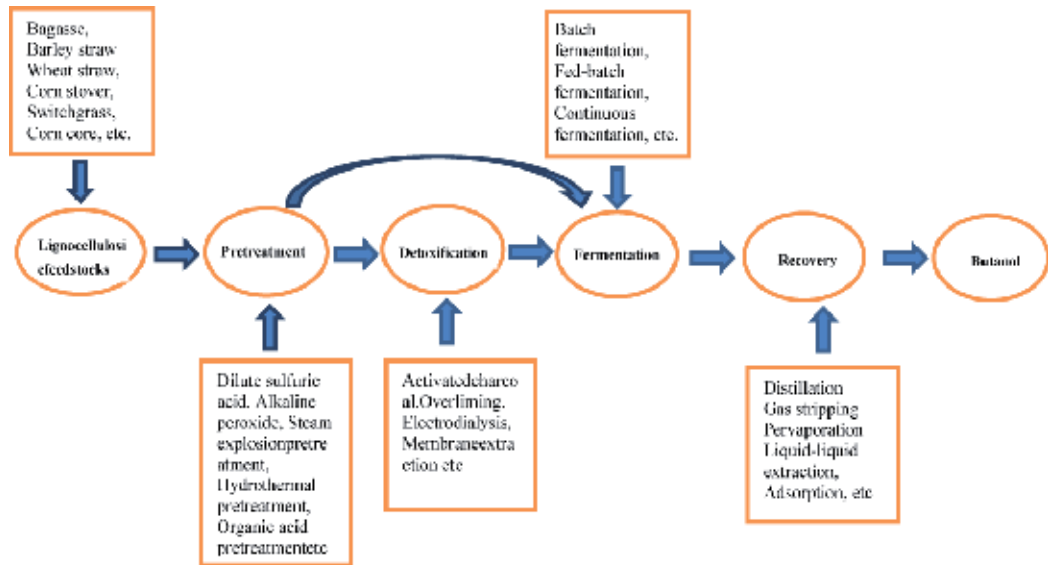 Bagasse,
Barley straw
Wheat straw,
Corn stover,
Switchgrass,
Corn core, etc.
Batch
fermentation,
Fed-batch
fermentation,
Continuous
fermentation, etc.
Lignocellulosi
cfeedstocks
Pretreatment
Detoxification
Fermentation
Recovery
Butanol
Dilute sulfuric
acid. Alkaline
peroxide, Steam
explosionpretre
atment,
Hydrothermal
pretreatment,
Organic acid
pretreatmentetc
Activatedcharco
al.Overliming.
Electrodialysis,
Membraneextra
ction etc
Distillation
Gas stripping
Pervaporation
Liquid-liquid
extraction,
Adsorption, etc